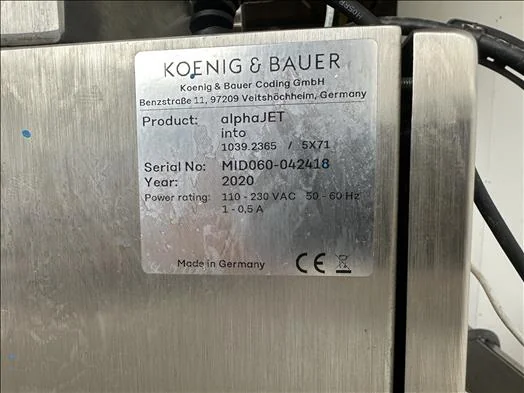 KOENIG & BAUER
Koenig & Bauer Coding GmbH
Benzstraße 11, 97209 Veitshöchheim, Germany
Product: alphaJET
into
1039.2365 / 5X71
Serial No: MID060-042418
Year: 2020
Power rating: 110 - 230 VAC 50 - 60 Hz
1 - 0,5 A
Made in Germany CE